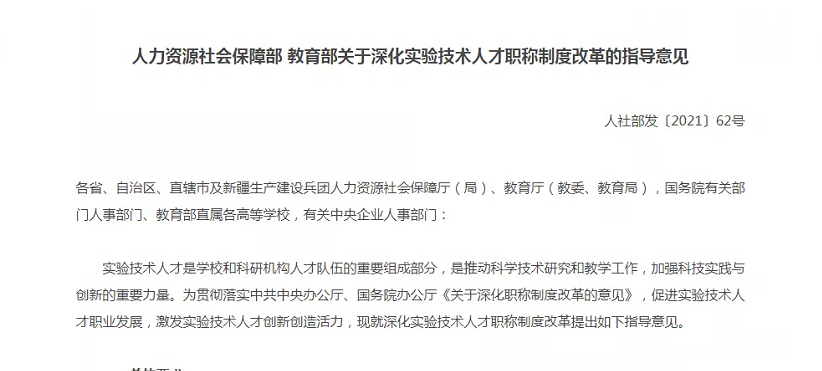 人力资源社会保障部 教育部关于深化实验技术人才职称制度改革的指导意见
人社部发〔2021〕62号
各省、自治区、直辖市及新疆生产建设兵团人力资源社会保障厅（局）、教育厅（教委、教育局），国务院有关部
门人事部门、教育部直属各高等学校，有关中央企业人事部门：
实验技术人才是学校和科研机构人才队伍的重要组成部分，是推动科学技术研究和教学工作，加强科技实践与
创新的重要力量。为贯彻落实中共中央办公厅、国务院办公厅《关于深化职称制度改革的意见》，促进实验技术人
才职业发展，激发实验技术人才创新创造活力，现就深化实验技术人才职称制度改革提出如下指导意见。